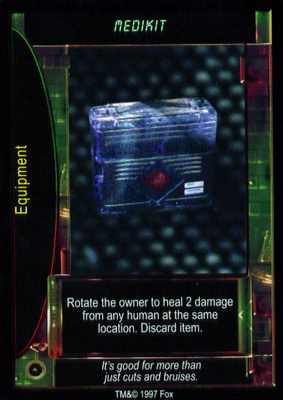 MEDIKIT
Equipment
Rotate the owner to heal 2 damage
from any human at the same
location. Discard item.
It's good for more than
just cuts and bruises.
TM&© 1997 Fox